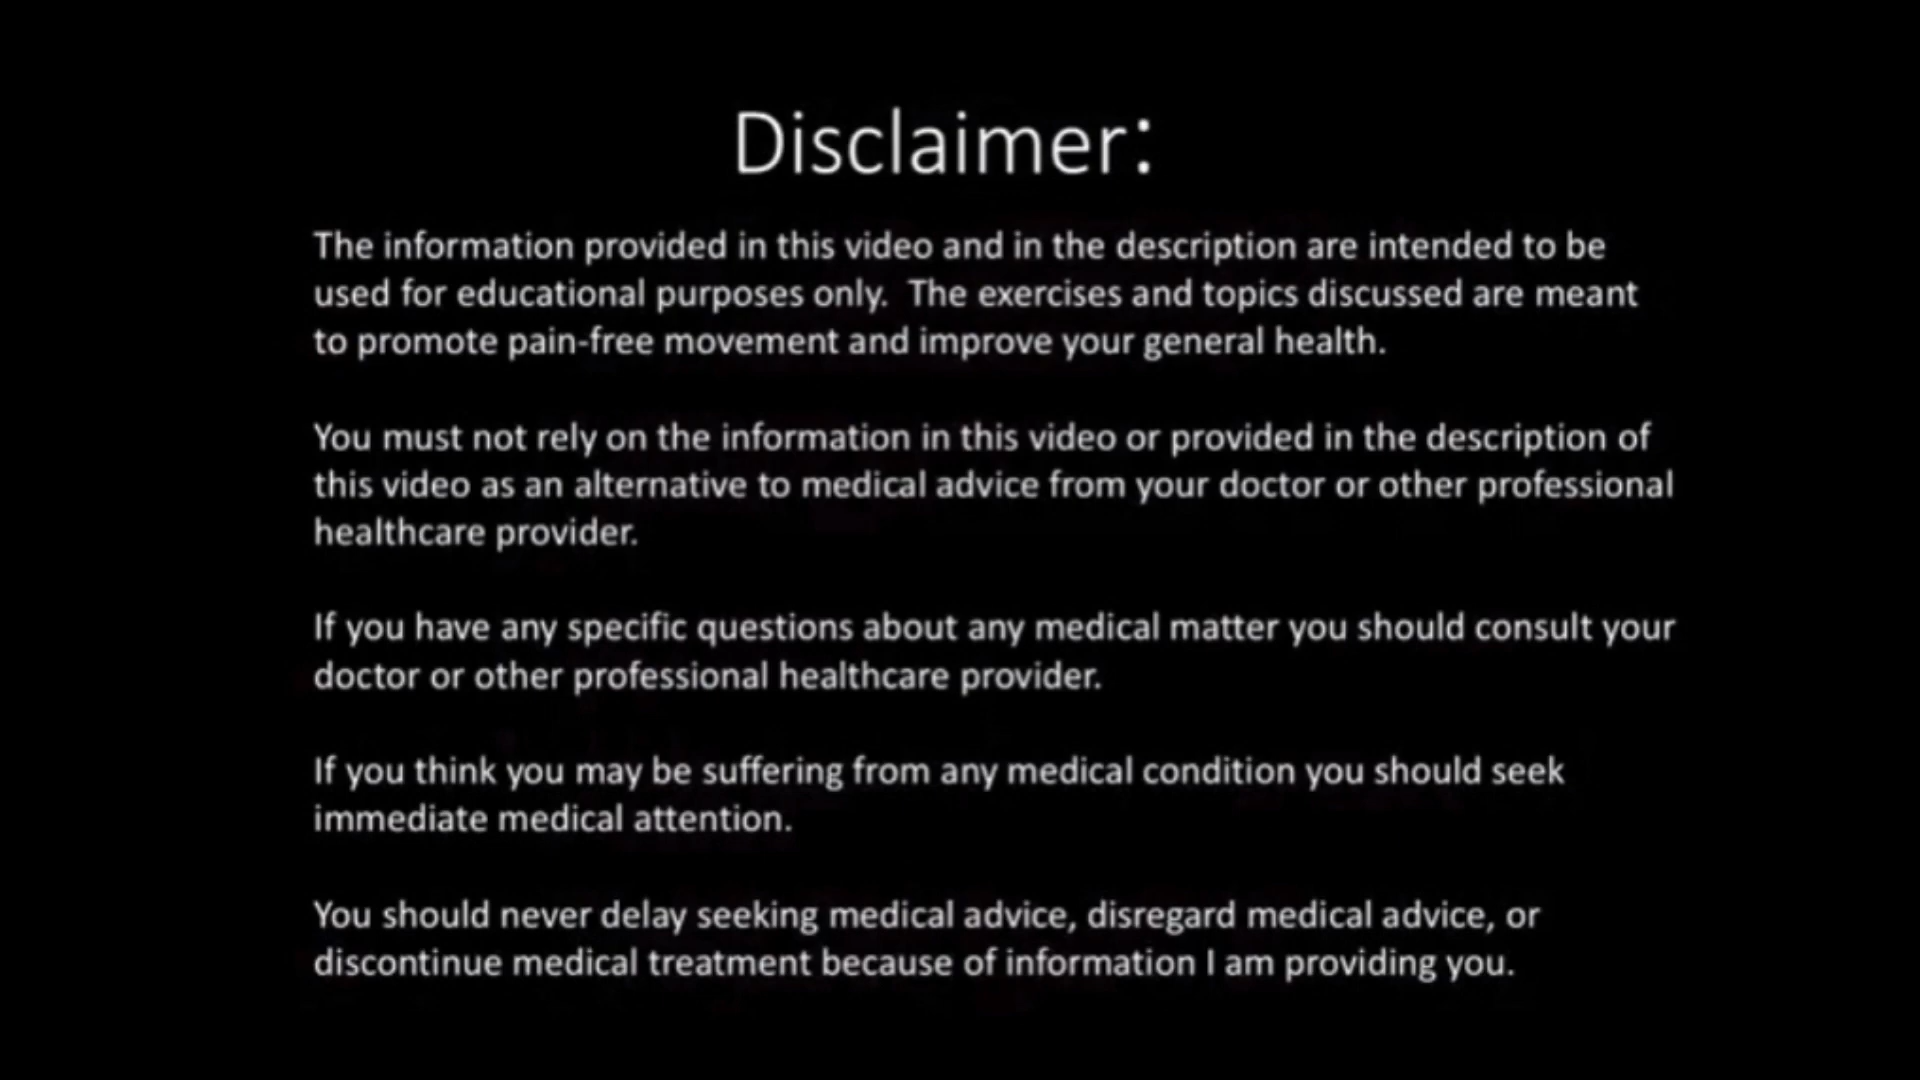 Disclaimer:
The information provided in this video and in the description are intended to be
used for educational purposes only.  The exercises and topics discussed are meant
to promote pain-free movement and improve your general health.
You must not rely on the information in this video or provided in the description of
this video as an alternative to medical advice from your doctor or other professional
healthcare provider.
If you have any specific questions about any medical matter you should consult your
doctor or other professional healthcare provider.
If you think you may be suffering from any medical condition you should seek
immediate medical attention.
You should never delay seeking medical advice, disregard medical advice, or
discontinue medical treatment because of information I am providing you.